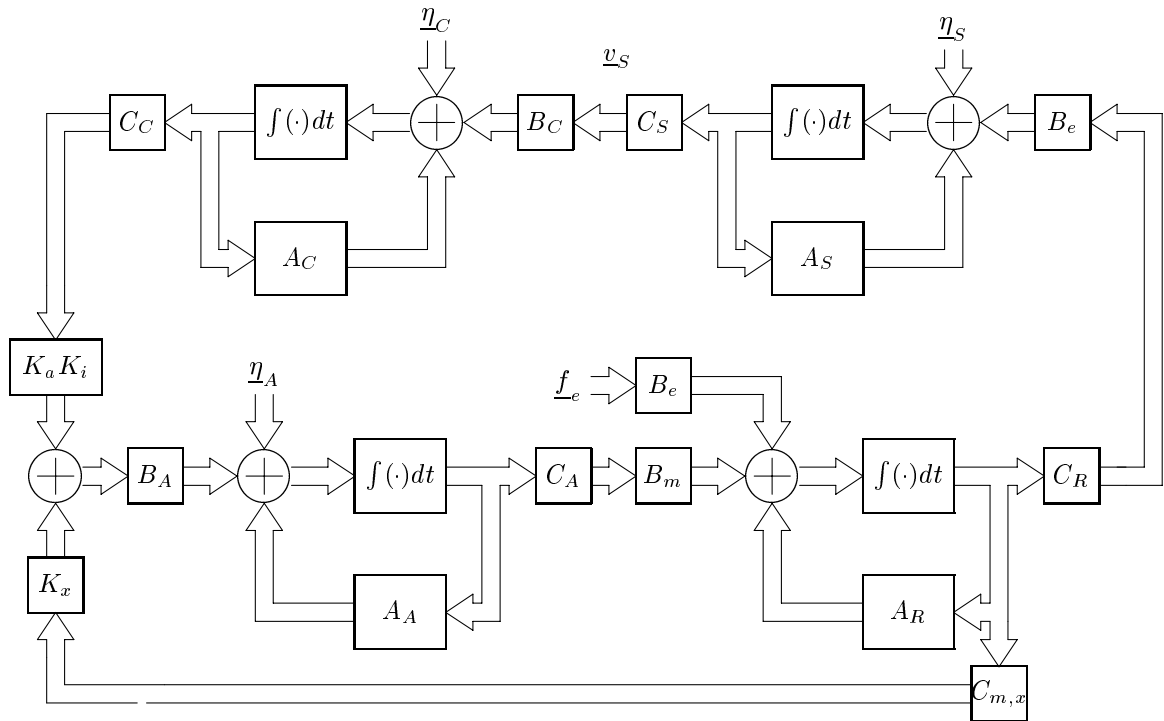 η_C
η_S
v_S
C_C
∫(·)dt
B_C
C_S
∫(·)dt
B_e
A_C
A_S
K_a K_i
η_A
f_e
B_e
B_A
∫(·)dt
C_A
B_m
∫(·)dt
C_R
K_x
A_A
A_R
C_{m,x}